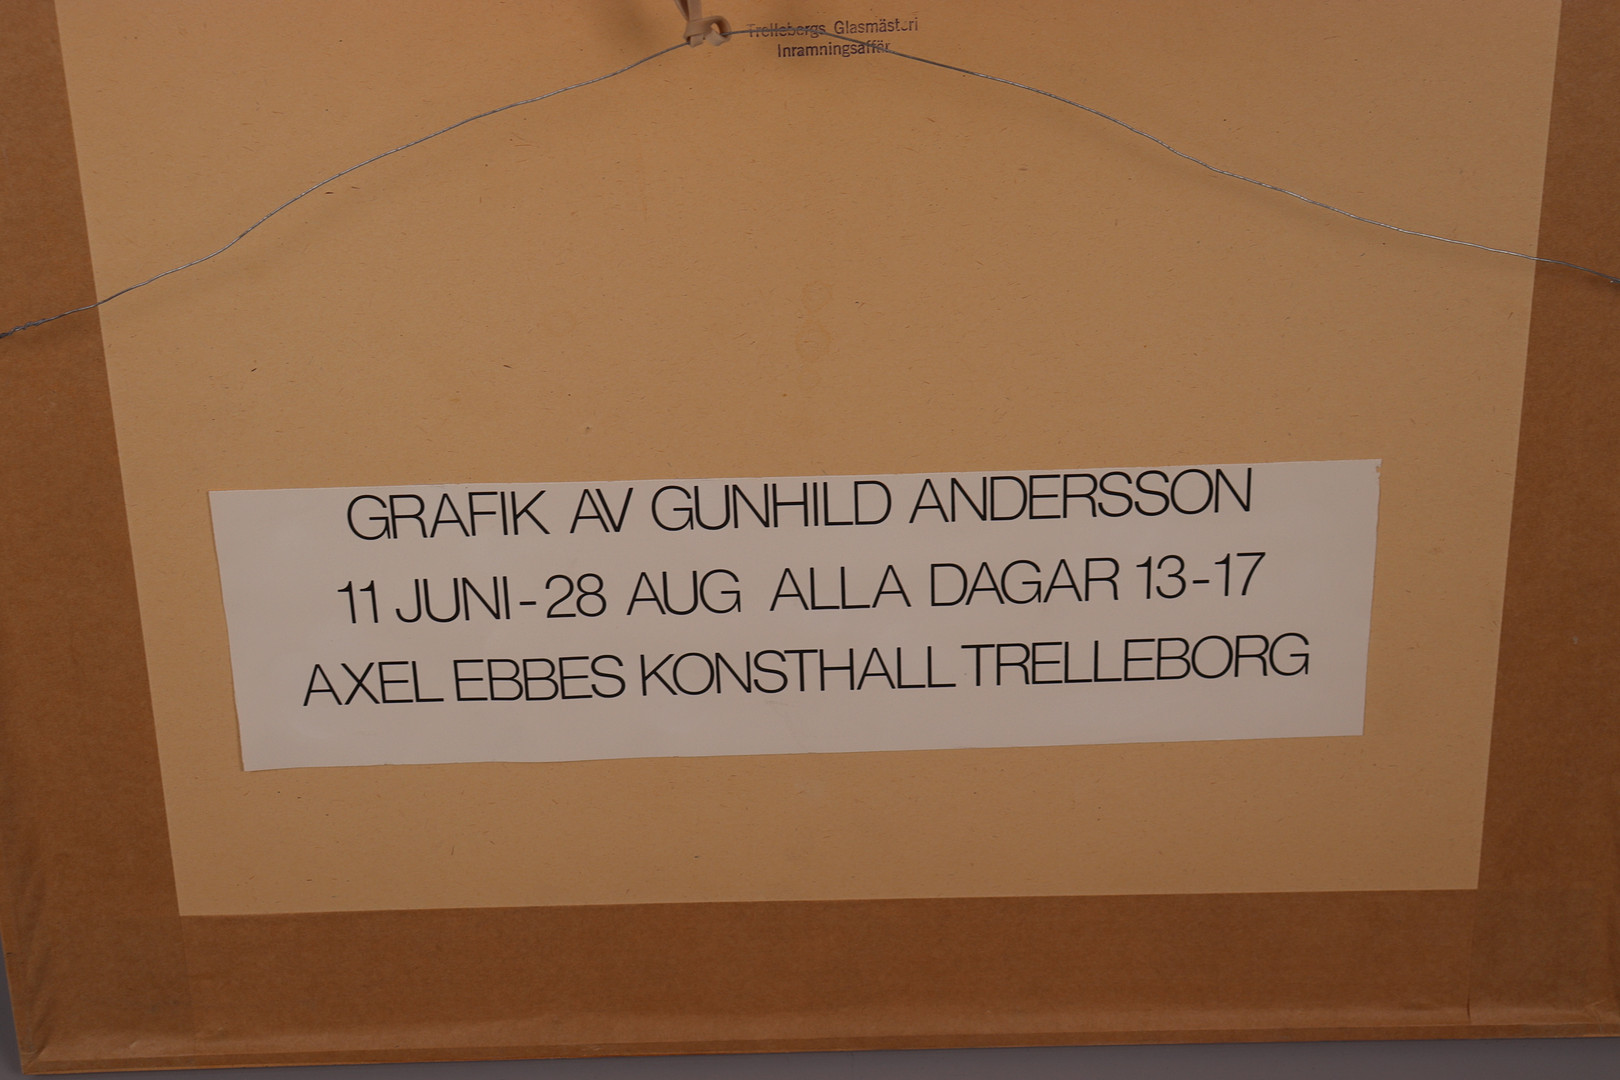 Trelleborgs Glasmästeri
Inramningsaffär
GRAFIK AV GUNHILD ANDERSSON
11 JUNI-28 AUG ALLA DAGAR 13-17
AXEL EBBES KONSTHALL TRELLEBORG